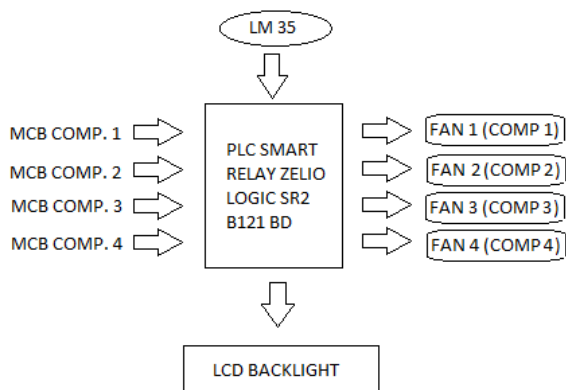 LM 35
MCB COMP. 1
MCB COMP. 2
MCB COMP. 3
MCB COMP. 4
PLC SMART
RELAY ZELIO
LOGIC SR2
B121 BD
FAN 1 (COMP 1)
FAN 2 (COMP 2)
FAN 3 (COMP 3)
FAN 4 (COMP 4)
LCD BACKLIGHT